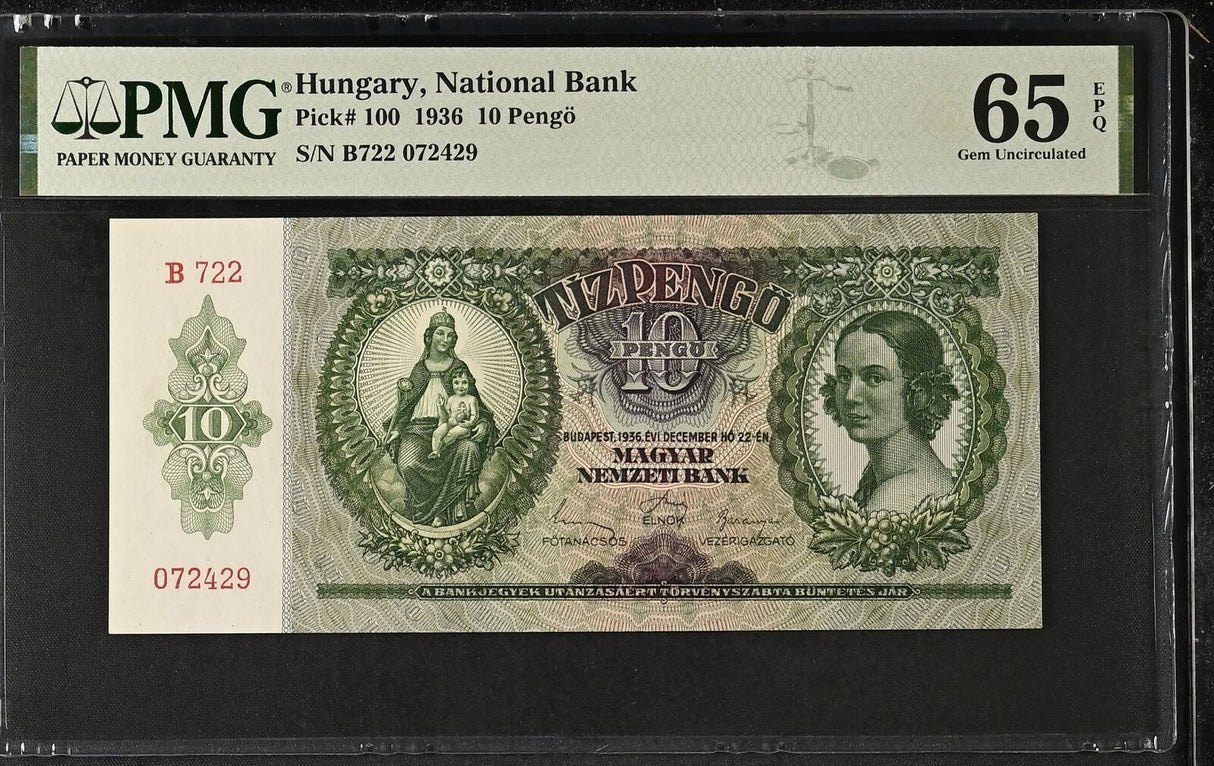 PMG®
PAPER MONEY GUARANTY
Hungary, National Bank
Pick# 100 1936 10 Pengö
S/N B722 072429
65
EPQ
Gem Uncirculated
B 722
10
072429
TÍZPENGŐ
10
PENGŐ
BUDAPEST, 1936. ÉVI DECEMBER HÓ 22-ÉN
MAGYAR
NEMZETI BANK
ELNÖK
FŐTANÁCSOS
VEZÉRIGAZGATÓ
A BANKJEGYEK UTÁNZÁSÁÉRT TÖRVÉNYSZABTA BÜNTETÉS JÁR